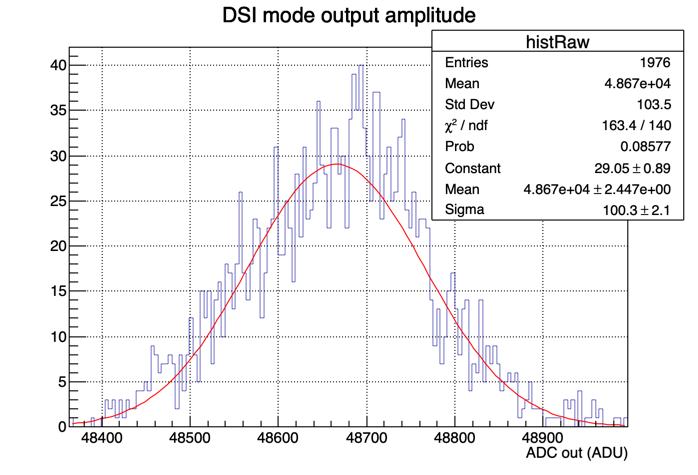 DSI mode output amplitude
histRaw
Entries 1976
Mean 4.867e+04
Std Dev 103.5
χ² / ndf 163.4 / 140
Prob 0.08577
Constant 29.05 ± 0.89
Mean 4.867e+04 ± 2.447e+00
Sigma 100.3 ± 2.1
40
35
30
25
20
15
10
5
0
48400 48500 48600 48700 48800 48900
ADC out (ADU)